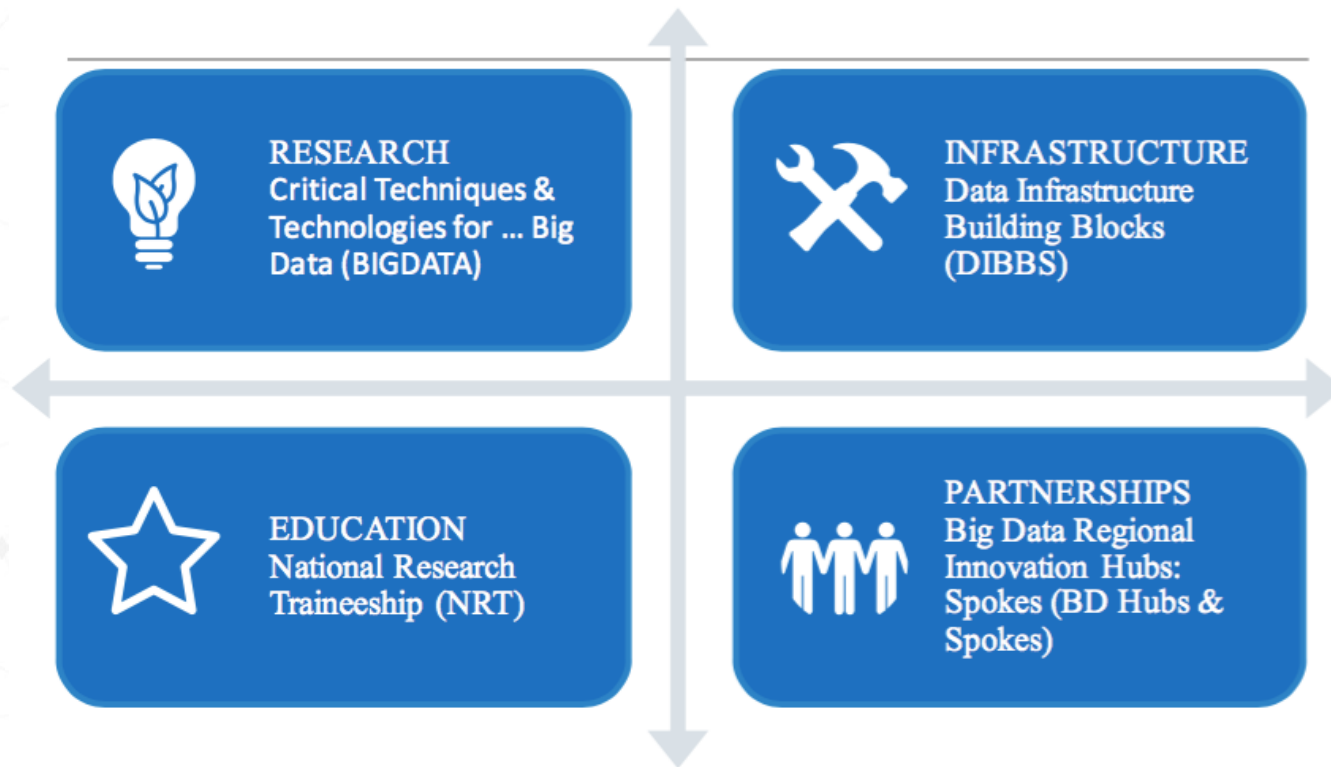 RESEARCH
Critical Techniques &
Technologies for ... Big
Data (BIGDATA)
INFRASTRUCTURE
Data Infrastructure
Building Blocks
(DIBBS)
EDUCATION
National Research
Traineeship (NRT)
PARTNERSHIPS
Big Data Regional
Innovation Hubs:
Spokes (BD Hubs &
Spokes)